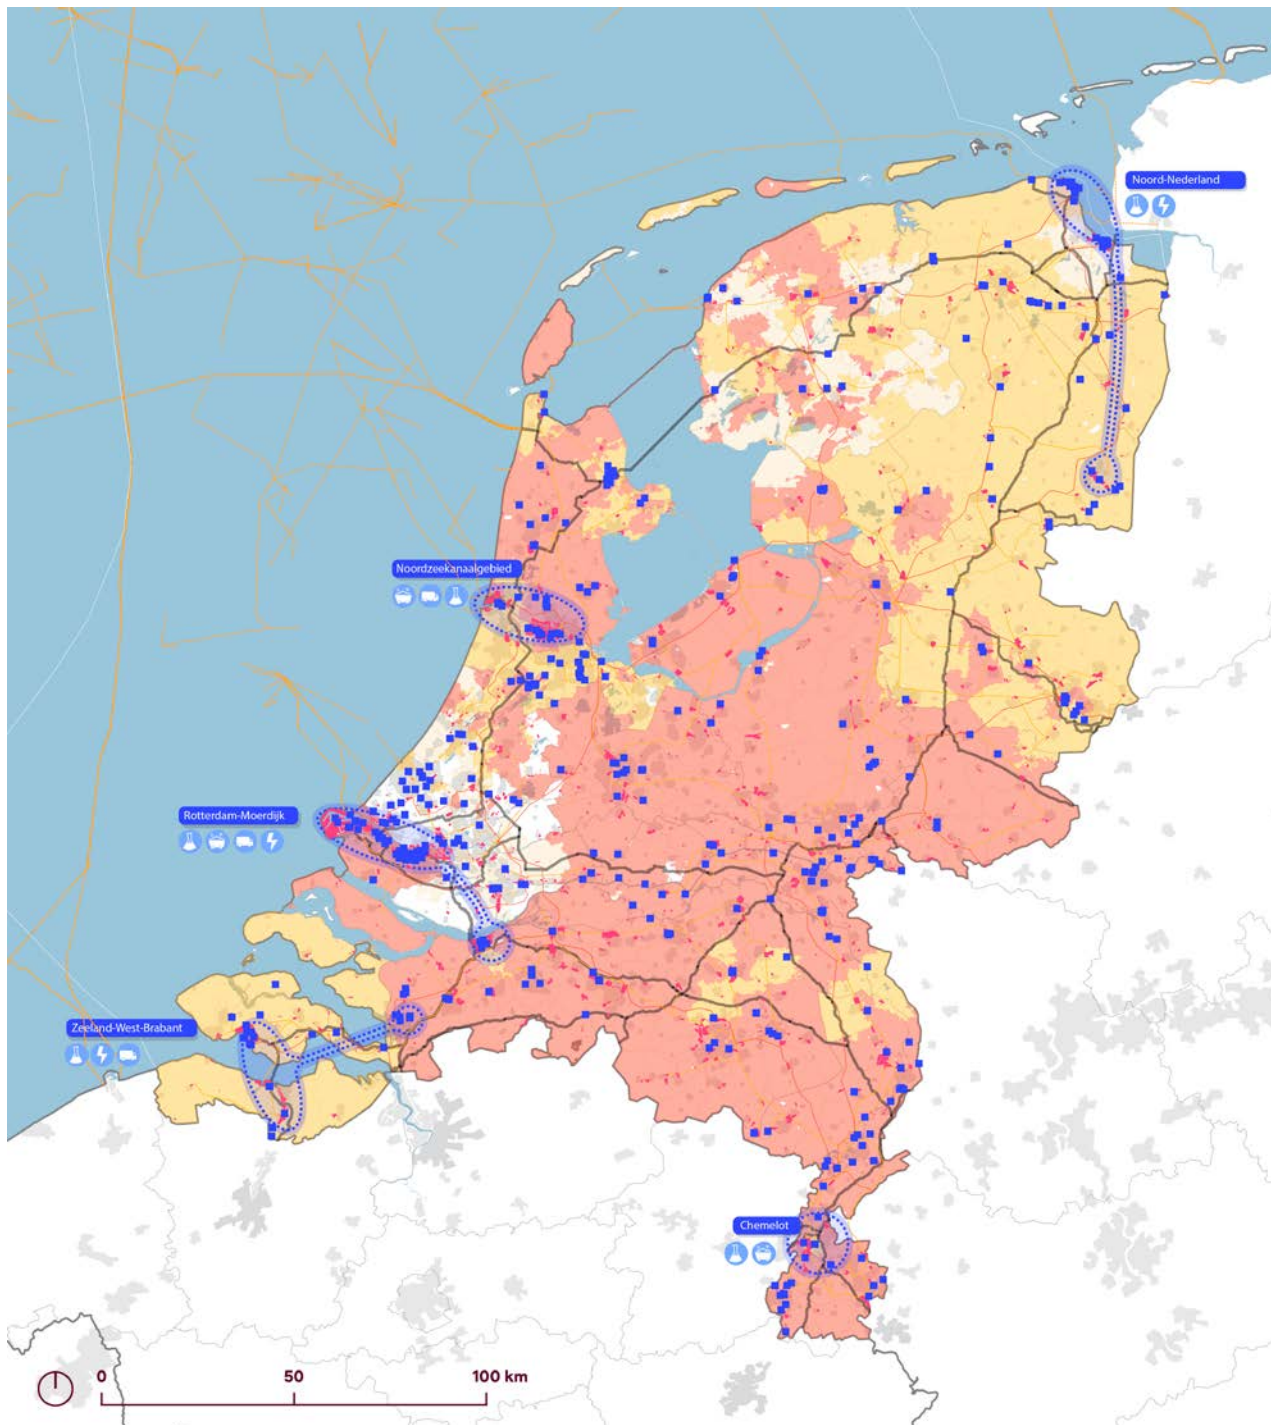 Noord-Nederland
Noordzeekanaalgebied
Rotterdam-Moerdijk
Zeeland-West-Brabant
Chemelot
0 50 100 km